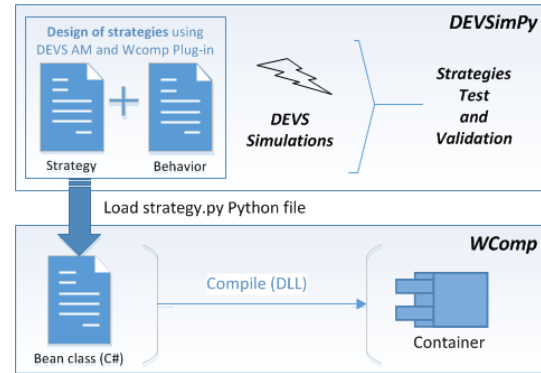 DEVSimPy
Design of strategies using
DEVS AM and Wcomp Plug-in
Strategy
Behavior
DEVS
Simulations
Strategies
Test
and
Validation
Load strategy.py Python file
WComp
Bean class (C#)
Compile (DLL)
Container